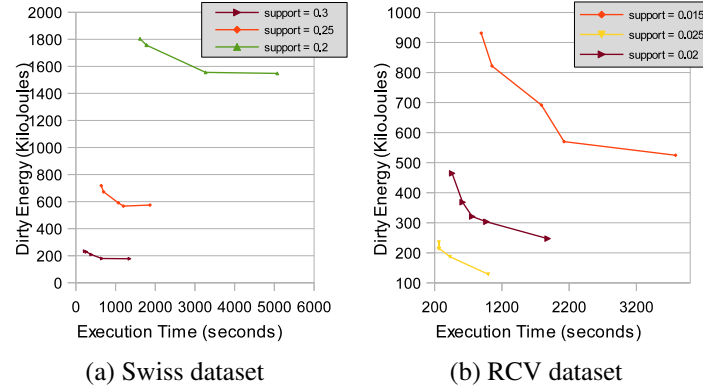 support = 0.3
support = 0.25
support = 0.2
Dirty Energy (KiloJoules)
2000
1800
1600
1400
1200
1000
800
600
400
200
0
0 1000 2000 3000 4000 5000 6000
Execution Time (seconds)
(a) Swiss dataset
support = 0.015
support = 0.025
support = 0.02
Dirty Energy (KiloJoules)
1000
900
800
700
600
500
400
300
200
100
200 1200 2200 3200
Execution Time (seconds)
(b) RCV dataset